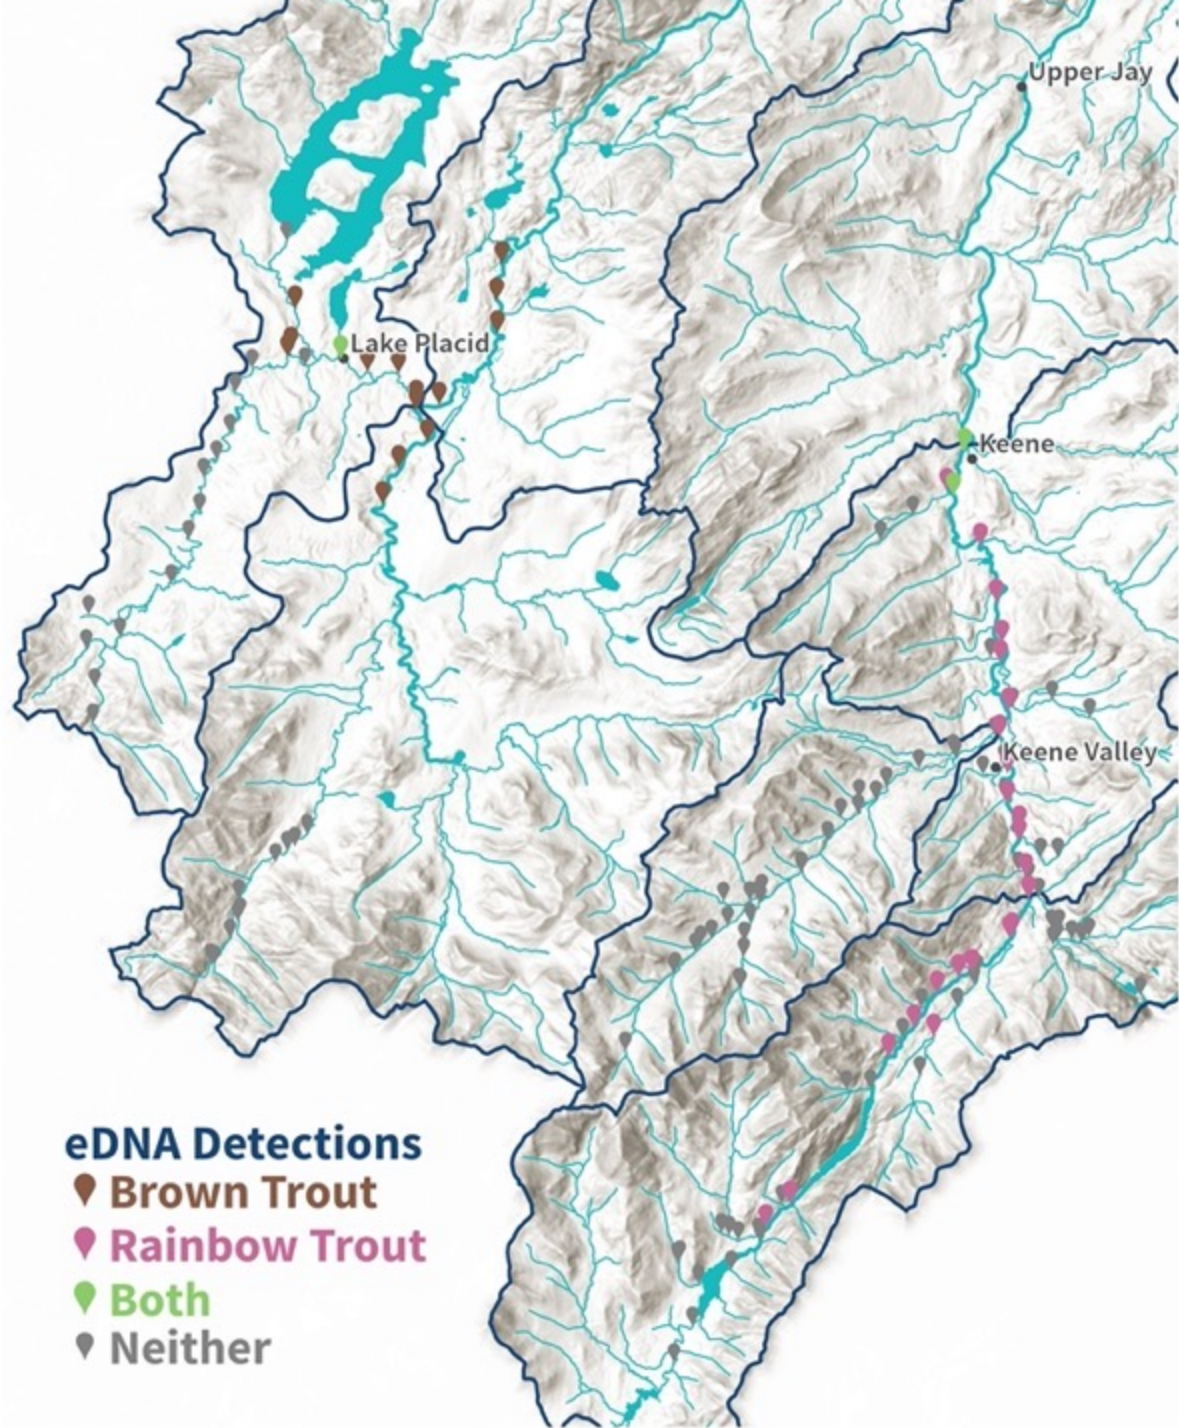 Upper Jay
Lake Placid
Keene
Keene Valley
eDNA Detections
Brown Trout
Rainbow Trout
Both
Neither